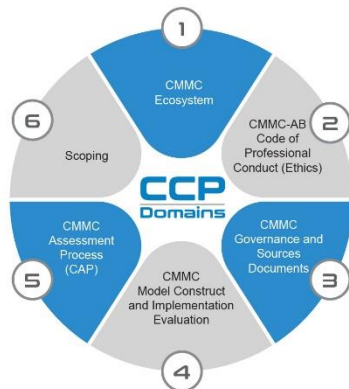 1
CMMC
Ecosystem
2
CMMC-AB
Code of
Professional
Conduct (Ethics)
3
CMMC
Governance and
Sources
Documents
4
CMMC
Model Construct
and Implementation
Evaluation
5
CMMC
Assessment
Process
(CAP)
6
Scoping
CCP
Domains